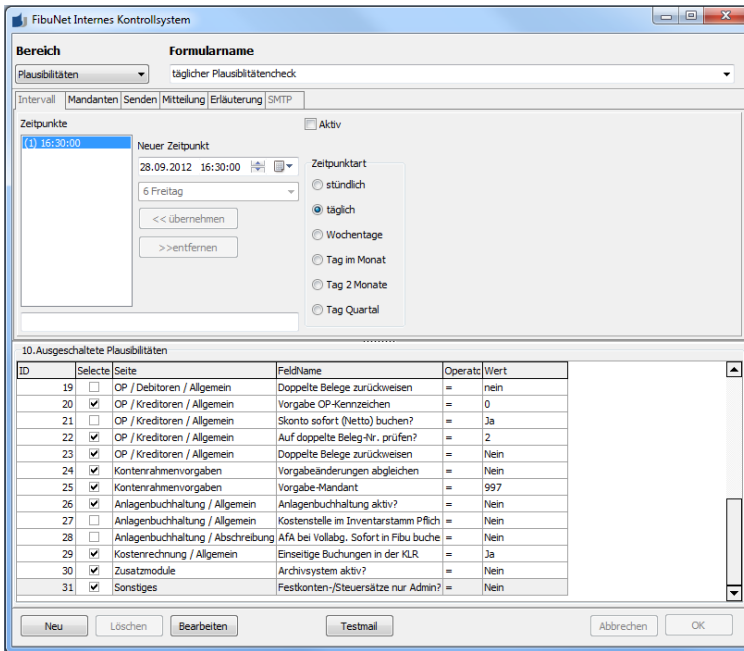 FibuNet Internes Kontrollsystem
Bereich Formularname
Plausibilitäten täglicher Plausiblitätencheck
Intervall Mandanten Senden Mitteilung Erläuterung SMTP
Zeitpunkte Aktiv
(1) 16:30:00 Neuer Zeitpunkt
28.09.2012 16:30:00 Zeitpunktart
6 Freitag stündlich
<< übernehmen täglich
>>entfernen Wochentage
Tag im Monat
Tag 2 Monate
Tag Quartal
10.Ausgeschaltete Plausibilitäten
ID Selecte Seite FeldName Operatc Wert
19 OP / Debitoren / Allgemein Doppelte Belege zurückweisen = nein
20 OP / Kreditoren / Allgemein Vorgabe OP-Kennzeichen = 0
21 OP / Kreditoren / Allgemein Skonto sofort (Netto) buchen? = Ja
22 OP / Kreditoren / Allgemein Auf doppelte Beleg-Nr. prüfen? = 2
23 OP / Kreditoren / Allgemein Doppelte Belege zurückweisen = Nein
24 Kontenrahmenvorgaben Vorgabeänderungen abgleichen = Nein
25 Kontenrahmenvorgaben Vorgabe-Mandant = 997
26 Anlagenbuchhaltung / Allgemein Anlagenbuchhaltung aktiv? = Nein
27 Anlagenbuchhaltung / Allgemein Kostenstelle im Inventarstamm Pflich = Nein
28 Anlagenbuchhaltung / Abschreibung AfA bei Vollabg. Sofort in Fibu buche = Nein
29 Kostenrechnung / Allgemein Einseitige Buchungen in der KLR = Ja
30 Zusatzmodule Archivsystem aktiv? = Nein
31 Sonstiges Festkonten-/Steuersätze nur Admin? = Nein
Neu Löschen Bearbeiten Testmail Abbrechen OK